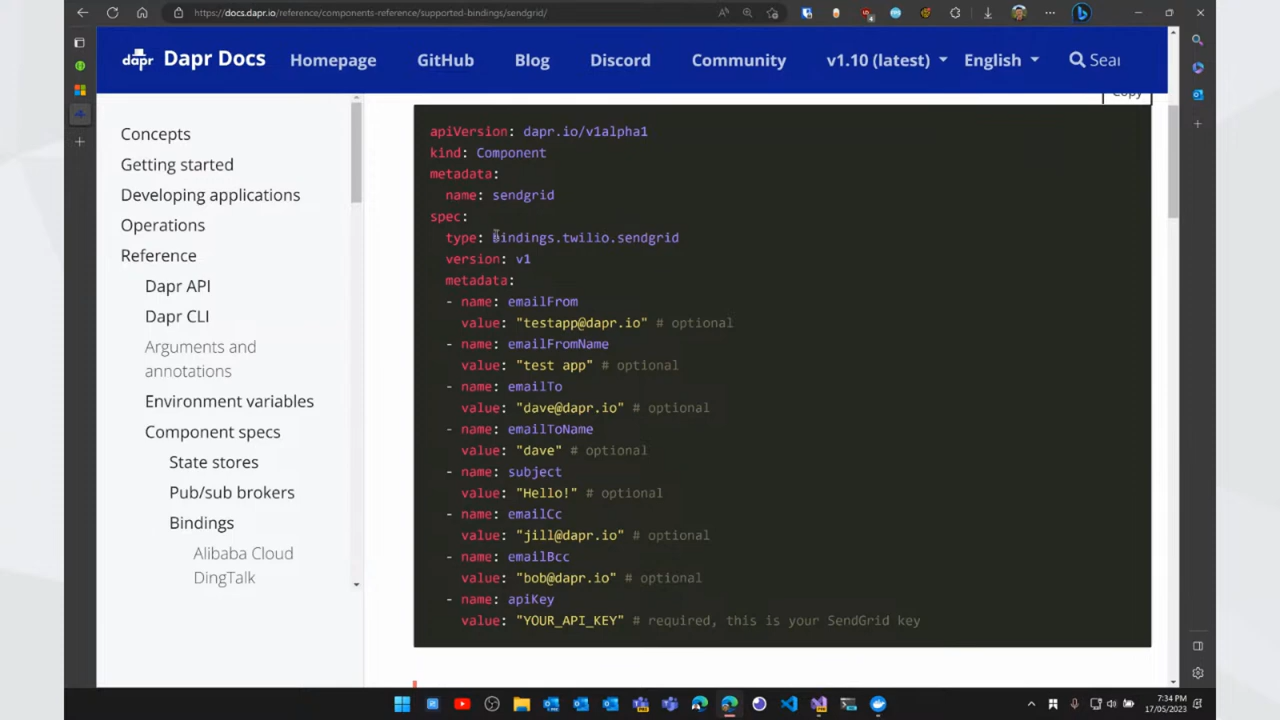 https://docs.dapr.io/reference/components-reference/supported-bindings/sendgrid/
dapr Dapr Docs Homepage GitHub Blog Discord Community v1.10 (latest) English Sear
Copy
Concepts
Getting started
Developing applications
Operations
Reference
Dapr API
Dapr CLI
Arguments and
annotations
Environment variables
Component specs
State stores
Pub/sub brokers
Bindings
Alibaba Cloud
DingTalk
apiVersion: dapr.io/v1alpha1
kind: Component
metadata:
name: sendgrid
spec:
type: bindings.twilio.sendgrid
version: v1
metadata:
- name: emailFrom
value: "testapp@dapr.io" # optional
- name: emailFromName
value: "test app" # optional
- name: emailTo
value: "dave@dapr.io" # optional
- name: emailToName
value: "dave" # optional
- name: subject
value: "Hello!" # optional
- name: emailCc
value: "jill@dapr.io" # optional
- name: emailBcc
value: "bob@dapr.io" # optional
- name: apiKey
value: "YOUR_API_KEY" # required, this is your SendGrid key
7:34 PM
17/05/2023